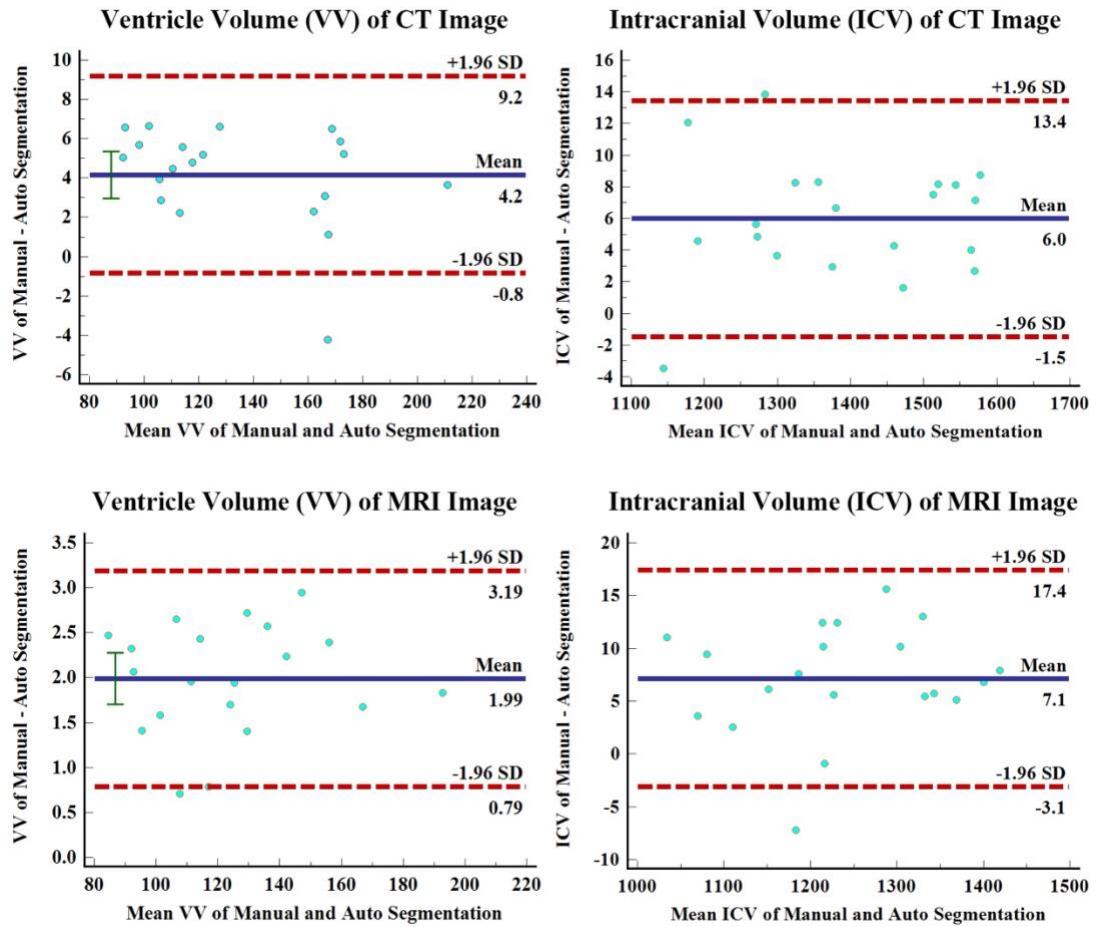 Ventricle Volume (VV) of CT Image
VV of Manual - Auto Segmentation
10
8
6
4
2
0
-2
-4
-6
+1.96 SD
9.2
Mean
4.2
-1.96 SD
-0.8
80 100 120 140 160 180 200 220 240
Mean VV of Manual and Auto Segmentation
Intracranial Volume (ICV) of CT Image
ICV of Manual - Auto Segmentation
16
14
12
10
8
6
4
2
0
-2
-4
+1.96 SD
13.4
Mean
6.0
-1.96 SD
-1.5
1100 1200 1300 1400 1500 1600 1700
Mean ICV of Manual and Auto Segmentation
Ventricle Volume (VV) of MRI Image
VV of Manual - Auto Segmentation
3.5
3.0
2.5
2.0
1.5
1.0
0.5
0.0
+1.96 SD
3.19
Mean
1.99
-1.96 SD
0.79
80 100 120 140 160 180 200 220
Mean VV of Manual and Auto Segmentation
Intracranial Volume (ICV) of MRI Image
ICV of Manual - Auto Segmentation
20
15
10
5
0
-5
-10
+1.96 SD
17.4
Mean
7.1
-1.96 SD
-3.1
1000 1100 1200 1300 1400 1500
Mean ICV of Manual and Auto Segmentation